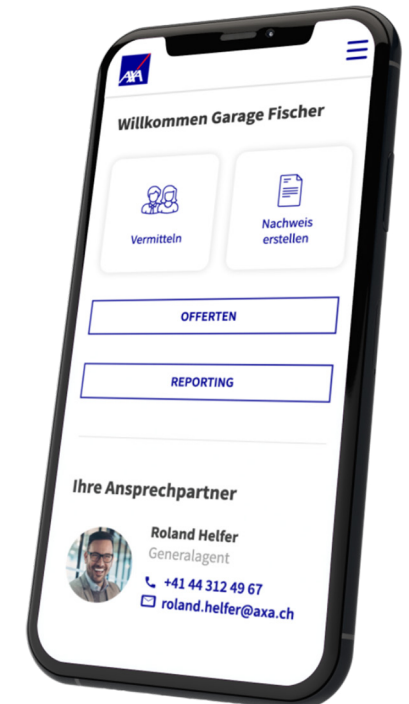 AXA
Willkommen Garage Fischer
Vermitteln
Nachweis
erstellen
OFFERTEN
REPORTING
Ihre Ansprechpartner
Roland Helfer
Generalagent
+41 44 312 49 67
roland.helfer@axa.ch